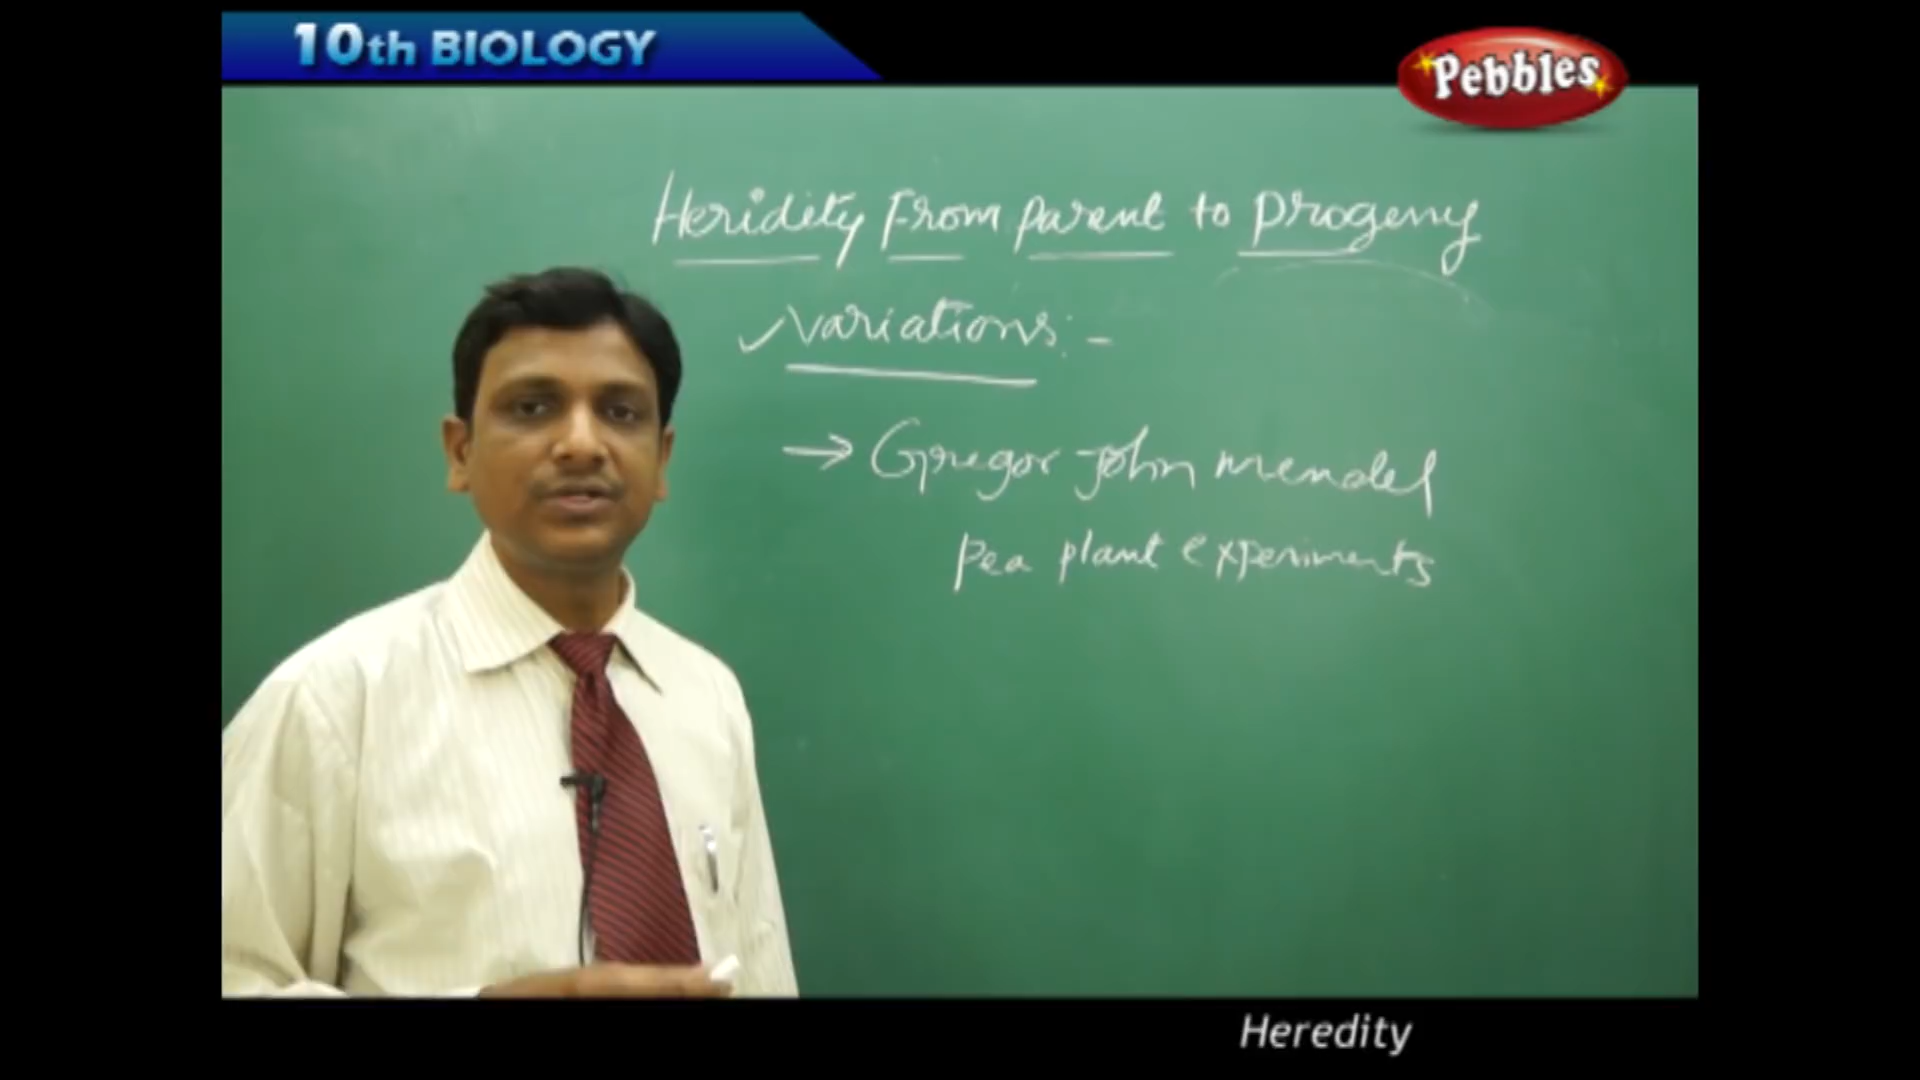 10th BIOLOGY
Pebbles
Heridity From parent to progeny
variations:-
→ Gregor John mendel
pea plant experiments
Heredity